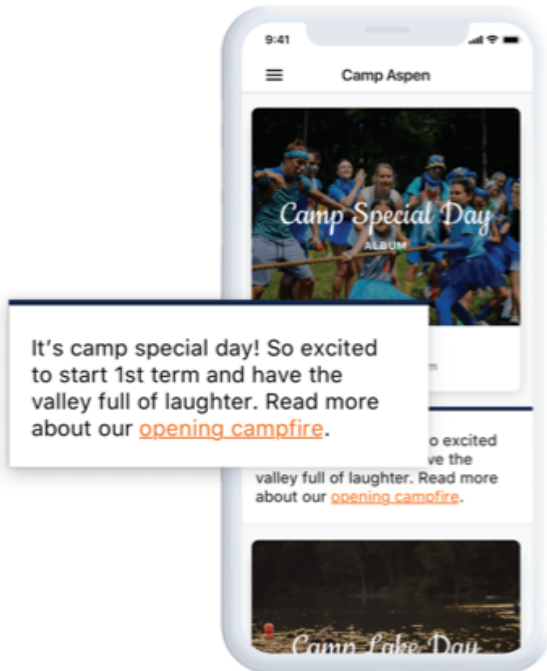 9:41
Camp Aspen
Camp Special Day
ALBUM
It's camp special day! So excited
to start 1st term and have the
valley full of laughter. Read more
about our opening campfire.
m
o excited
ve the
valley full of laughter. Read more
about our opening campfire.
Camp Lake Day